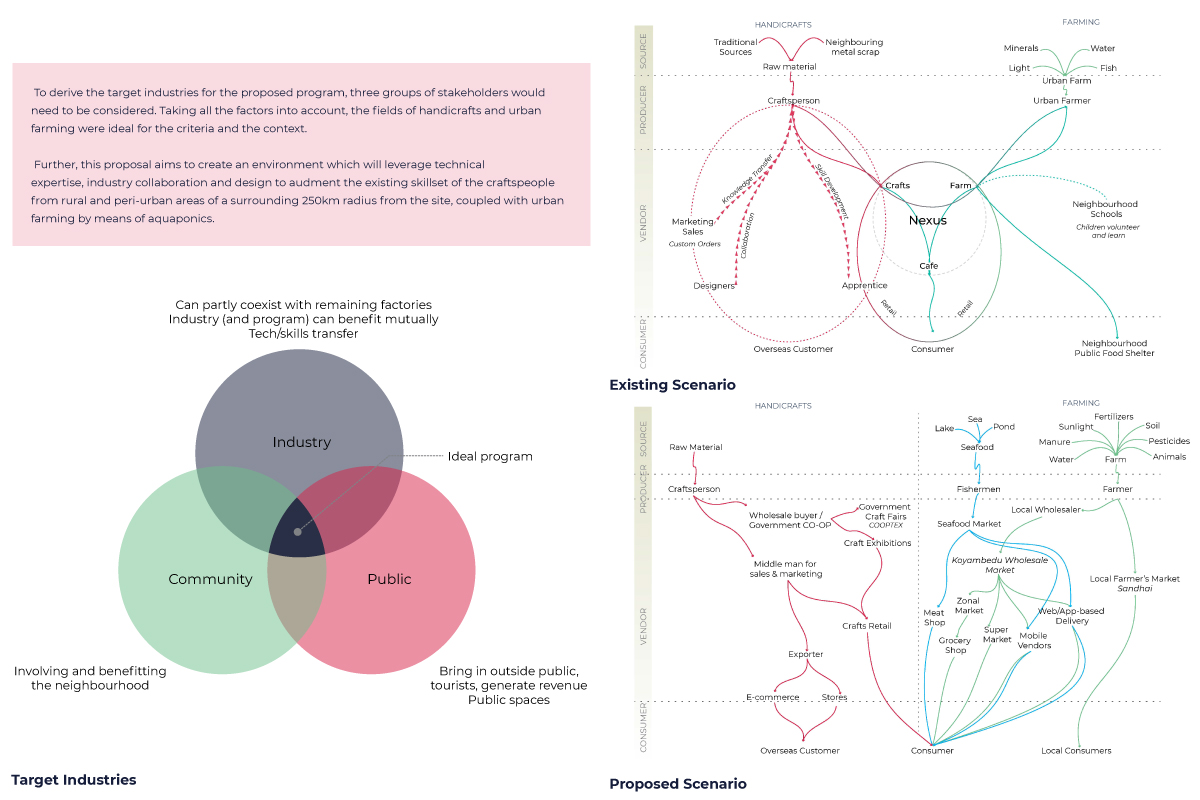 To derive the target industries for the proposed program, three groups of stakeholders would
need to be considered. Taking all the factors into account, the fields of handicrafts and urban
farming were ideal for the criteria and the context.
Further, this proposal aims to create an environment which will leverage technical
expertise, industry collaboration and design to audment the existing skillset of the craftspeople
from rural and peri-urban areas of a surrounding 250km radius from the site, coupled with urban
farming by means of aquaponics.
Can partly coexist with remaining factories
Industry (and program) can benefit mutually
Tech/skills transfer
Industry
Ideal program
Community
Public
Involving and benefitting
the neighbourhood
Bring in outside public,
tourists, generate revenue
Public spaces
Target Industries
HANDICRAFTS
FARMING
SOURCE
PRODUCER
VENDOR
CONSUMER
Traditional
Sources
Neighbouring
metal scrap
Raw material
Minerals
Water
Light
Fish
Urban Farm
Craftsperson
Urban Farmer
Knowledge Transfer
Skill Development
Collaboration
Crafts
Farm
Nexus
Marketing
Sales
Custom Orders
Neighbourhood
Schools
Children volunteer
and learn
Cafe
Designers
Apprentice
Retail
Retail
Overseas Customer
Consumer
Neighbourhood
Public Food Shelter
Existing Scenario
HANDICRAFTS
FARMING
SOURCE
PRODUCER
VENDOR
CONSUMER
Raw Material
Sea
Lake
Pond
Seafood
Fertilizers
Sunlight
Soil
Manure
Pesticides
Water
Animals
Farm
Craftsperson
Fishermen
Farmer
Wholesale buyer /
Government CO-OP
Government
Craft Fairs
COOPTEX
Craft Exhibitions
Local Wholesaler
Seafood Market
Middle man for
sales & marketing
Koyambedu Wholesale
Market
Local Farmer's Market
Sandhai
Crafts Retail
Meat
Shop
Zonal
Market
Web/App-based
Delivery
Grocery
Shop
Super
Market
Mobile
Vendors
Exporter
E-commerce
Stores
Overseas Customer
Consumer
Local Consumers
Proposed Scenario